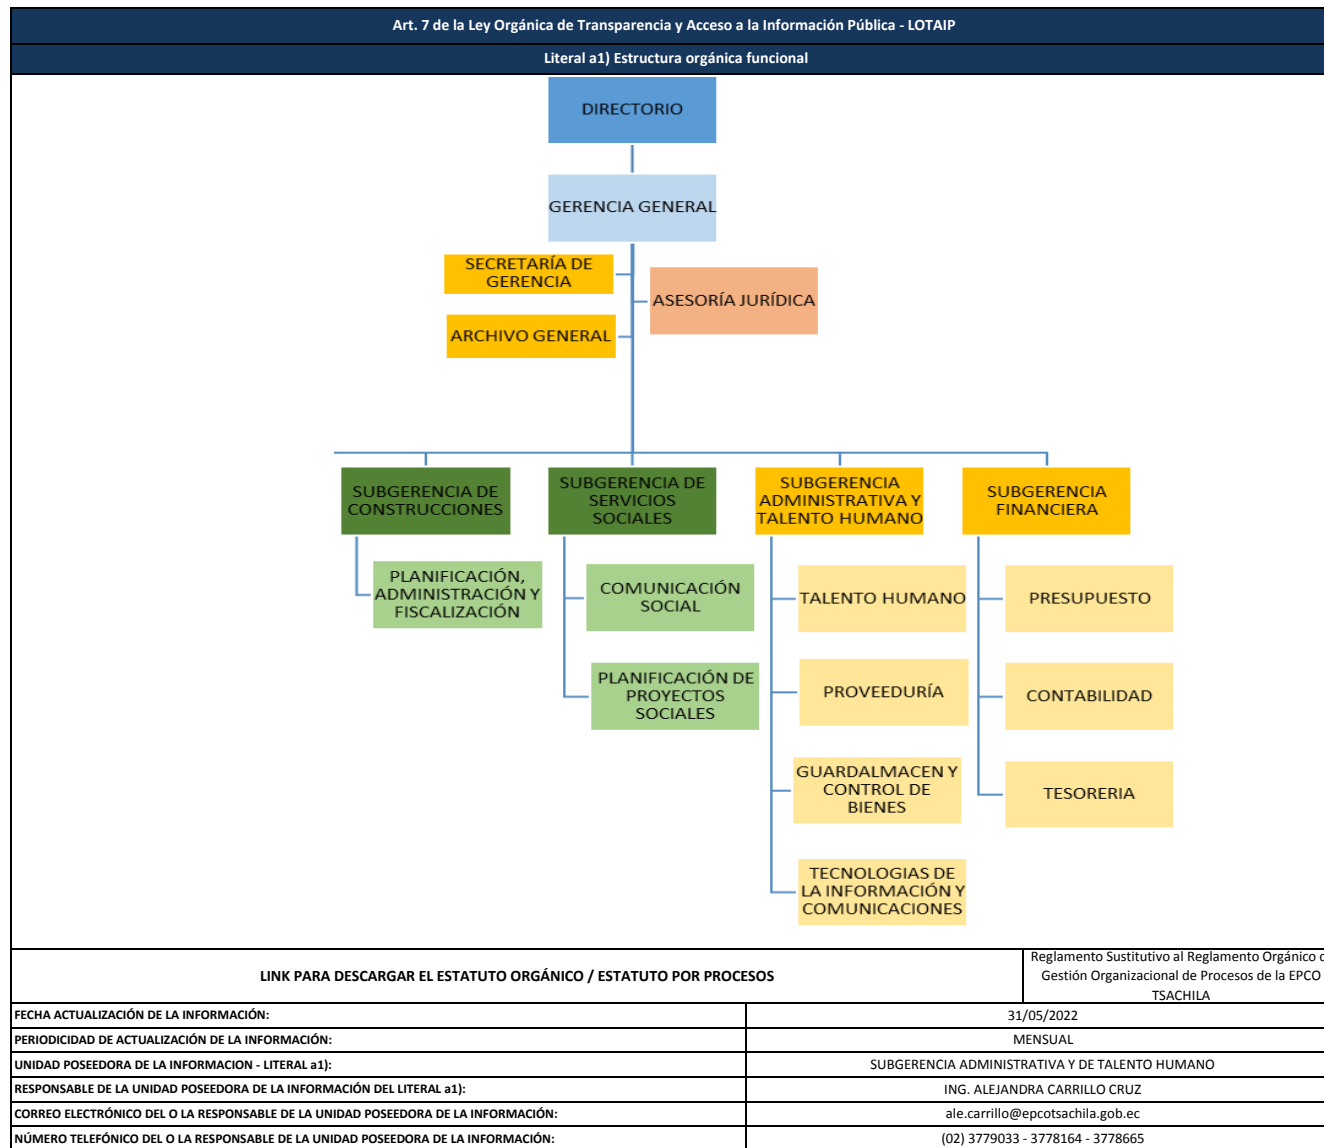 Art. 7 de la Ley Orgánica de Transparencia y Acceso a la Información Pública - LOTAIP
Literal a1) Estructura orgánica funcional
DIRECTORIO
GERENCIA GENERAL
SECRETARÍA DE
GERENCIA
ASESORÍA JURÍDICA
ARCHIVO GENERAL
SUBGERENCIA DE
CONSTRUCCIONES
PLANIFICACIÓN,
ADMINISTRACIÓN Y
FISCALIZACIÓN
SUBGERENCIA DE
SERVICIOS
SOCIALES
COMUNICACIÓN
SOCIAL
PLANIFICACIÓN DE
PROYECTOS
SOCIALES
SUBGERENCIA
ADMINISTRATIVA Y
TALENTO HUMANO
TALENTO HUMANO
PROVEEDURÍA
GUARDALMACEN Y
CONTROL DE
BIENES
TECNOLOGIAS DE
LA INFORMACIÓN Y
COMUNICACIONES
SUBGERENCIA
FINANCIERA
PRESUPUESTO
CONTABILIDAD
TESORERIA
LINK PARA DESCARGAR EL ESTATUTO ORGÁNICO / ESTATUTO POR PROCESOS
Reglamento Sustitutivo al Reglamento Orgánico
Gestión Organizacional de Procesos de la EPCO
TSACHILA
FECHA ACTUALIZACIÓN DE LA INFORMACIÓN:
31/05/2022
PERIODICIDAD DE ACTUALIZACIÓN DE LA INFORMACIÓN:
MENSUAL
UNIDAD POSEEDORA DE LA INFORMACION - LITERAL a1):
SUBGERENCIA ADMINISTRATIVA Y DE TALENTO HUMANO
RESPONSABLE DE LA UNIDAD POSEEDORA DE LA INFORMACIÓN DEL LITERAL a1):
ING. ALEJANDRA CARRILLO CRUZ
CORREO ELECTRÓNICO DEL O LA RESPONSABLE DE LA UNIDAD POSEEDORA DE LA INFORMACIÓN:
ale.carrillo@epcotsachila.gob.ec
NÚMERO TELEFÓNICO DEL O LA RESPONSABLE DE LA UNIDAD POSEEDORA DE LA INFORMACIÓN:
(02) 3779033 - 3778164 - 3778665